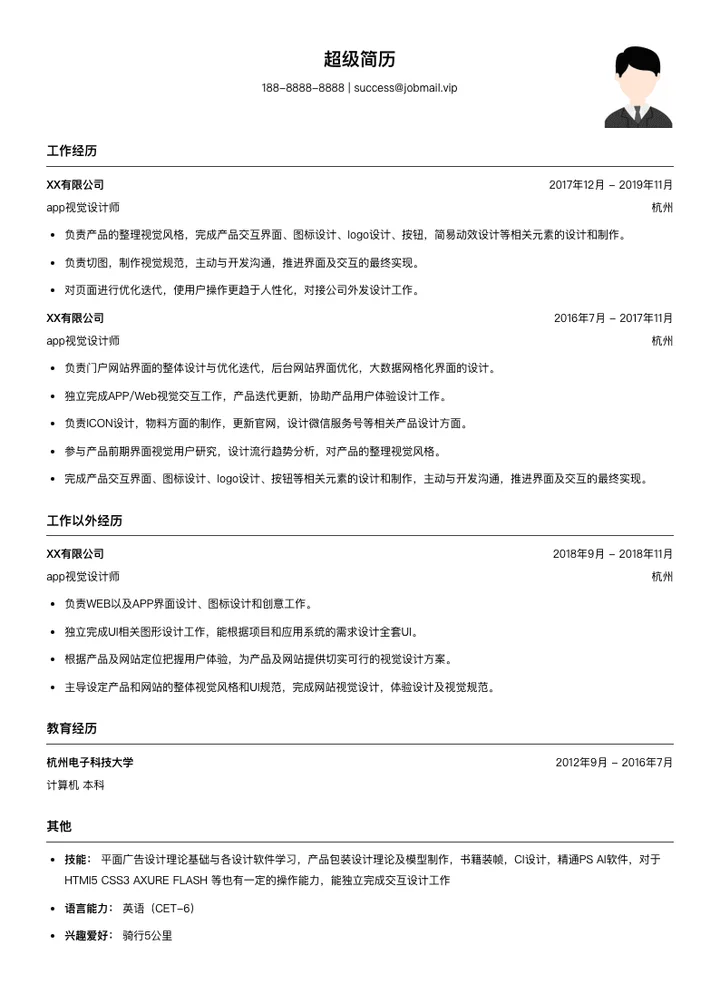 超级简历
188-8888-8888 | success@jobmail.vip
工作经历
XX有限公司 2017年12月 – 2019年11月
app视觉设计师 杭州
• 负责产品的整理视觉风格，完成产品交互界面、图标设计、logo设计、按钮，简易动效设计等相关元素的设计和制作。
• 负责切图，制作视觉规范，主动与开发沟通，推进界面及交互的最终实现。
• 对页面进行优化迭代，使用户操作更趋于人性化，对接公司外发设计工作。
XX有限公司 2016年7月 – 2017年11月
app视觉设计师 杭州
• 负责门户网站界面的整体设计与优化迭代，后台网站界面优化，大数据网格化界面的设计。
• 独立完成APP/Web视觉交互工作，产品迭代更新，协助产品用户体验设计工作。
• 负责ICON设计，物料方面的制作，更新官网，设计微信服务号等相关产品设计方面。
• 参与产品前期界面视觉用户研究，设计流行趋势分析，对产品的整理视觉风格。
• 完成产品交互界面、图标设计、logo设计、按钮等相关元素的设计和制作，主动与开发沟通，推进界面及交互的最终实现。
工作以外经历
XX有限公司 2018年9月 – 2018年11月
app视觉设计师 杭州
• 负责WEB以及APP界面设计、图标设计和创意工作。
• 独立完成UI相关图形设计工作，能根据项目和应用系统的需求设计全套UI。
• 根据产品及网站定位把握用户体验，为产品及网站提供切实可行的视觉设计方案。
• 主导设定产品和网站的整体视觉风格和UI规范，完成网站视觉设计，体验设计及视觉规范。
教育经历
杭州电子科技大学 2012年9月 – 2016年7月
计算机 本科
其他
• 技能： 平面广告设计理论基础与各设计软件学习，产品包装设计理论及模型制作，书籍装帧，CI设计，精通PS AI软件，对于
HTMl5 CSS3 AXURE FLASH 等也有一定的操作能力，能独立完成交互设计工作
• 语言能力： 英语（CET-6）
• 兴趣爱好： 骑行5公里